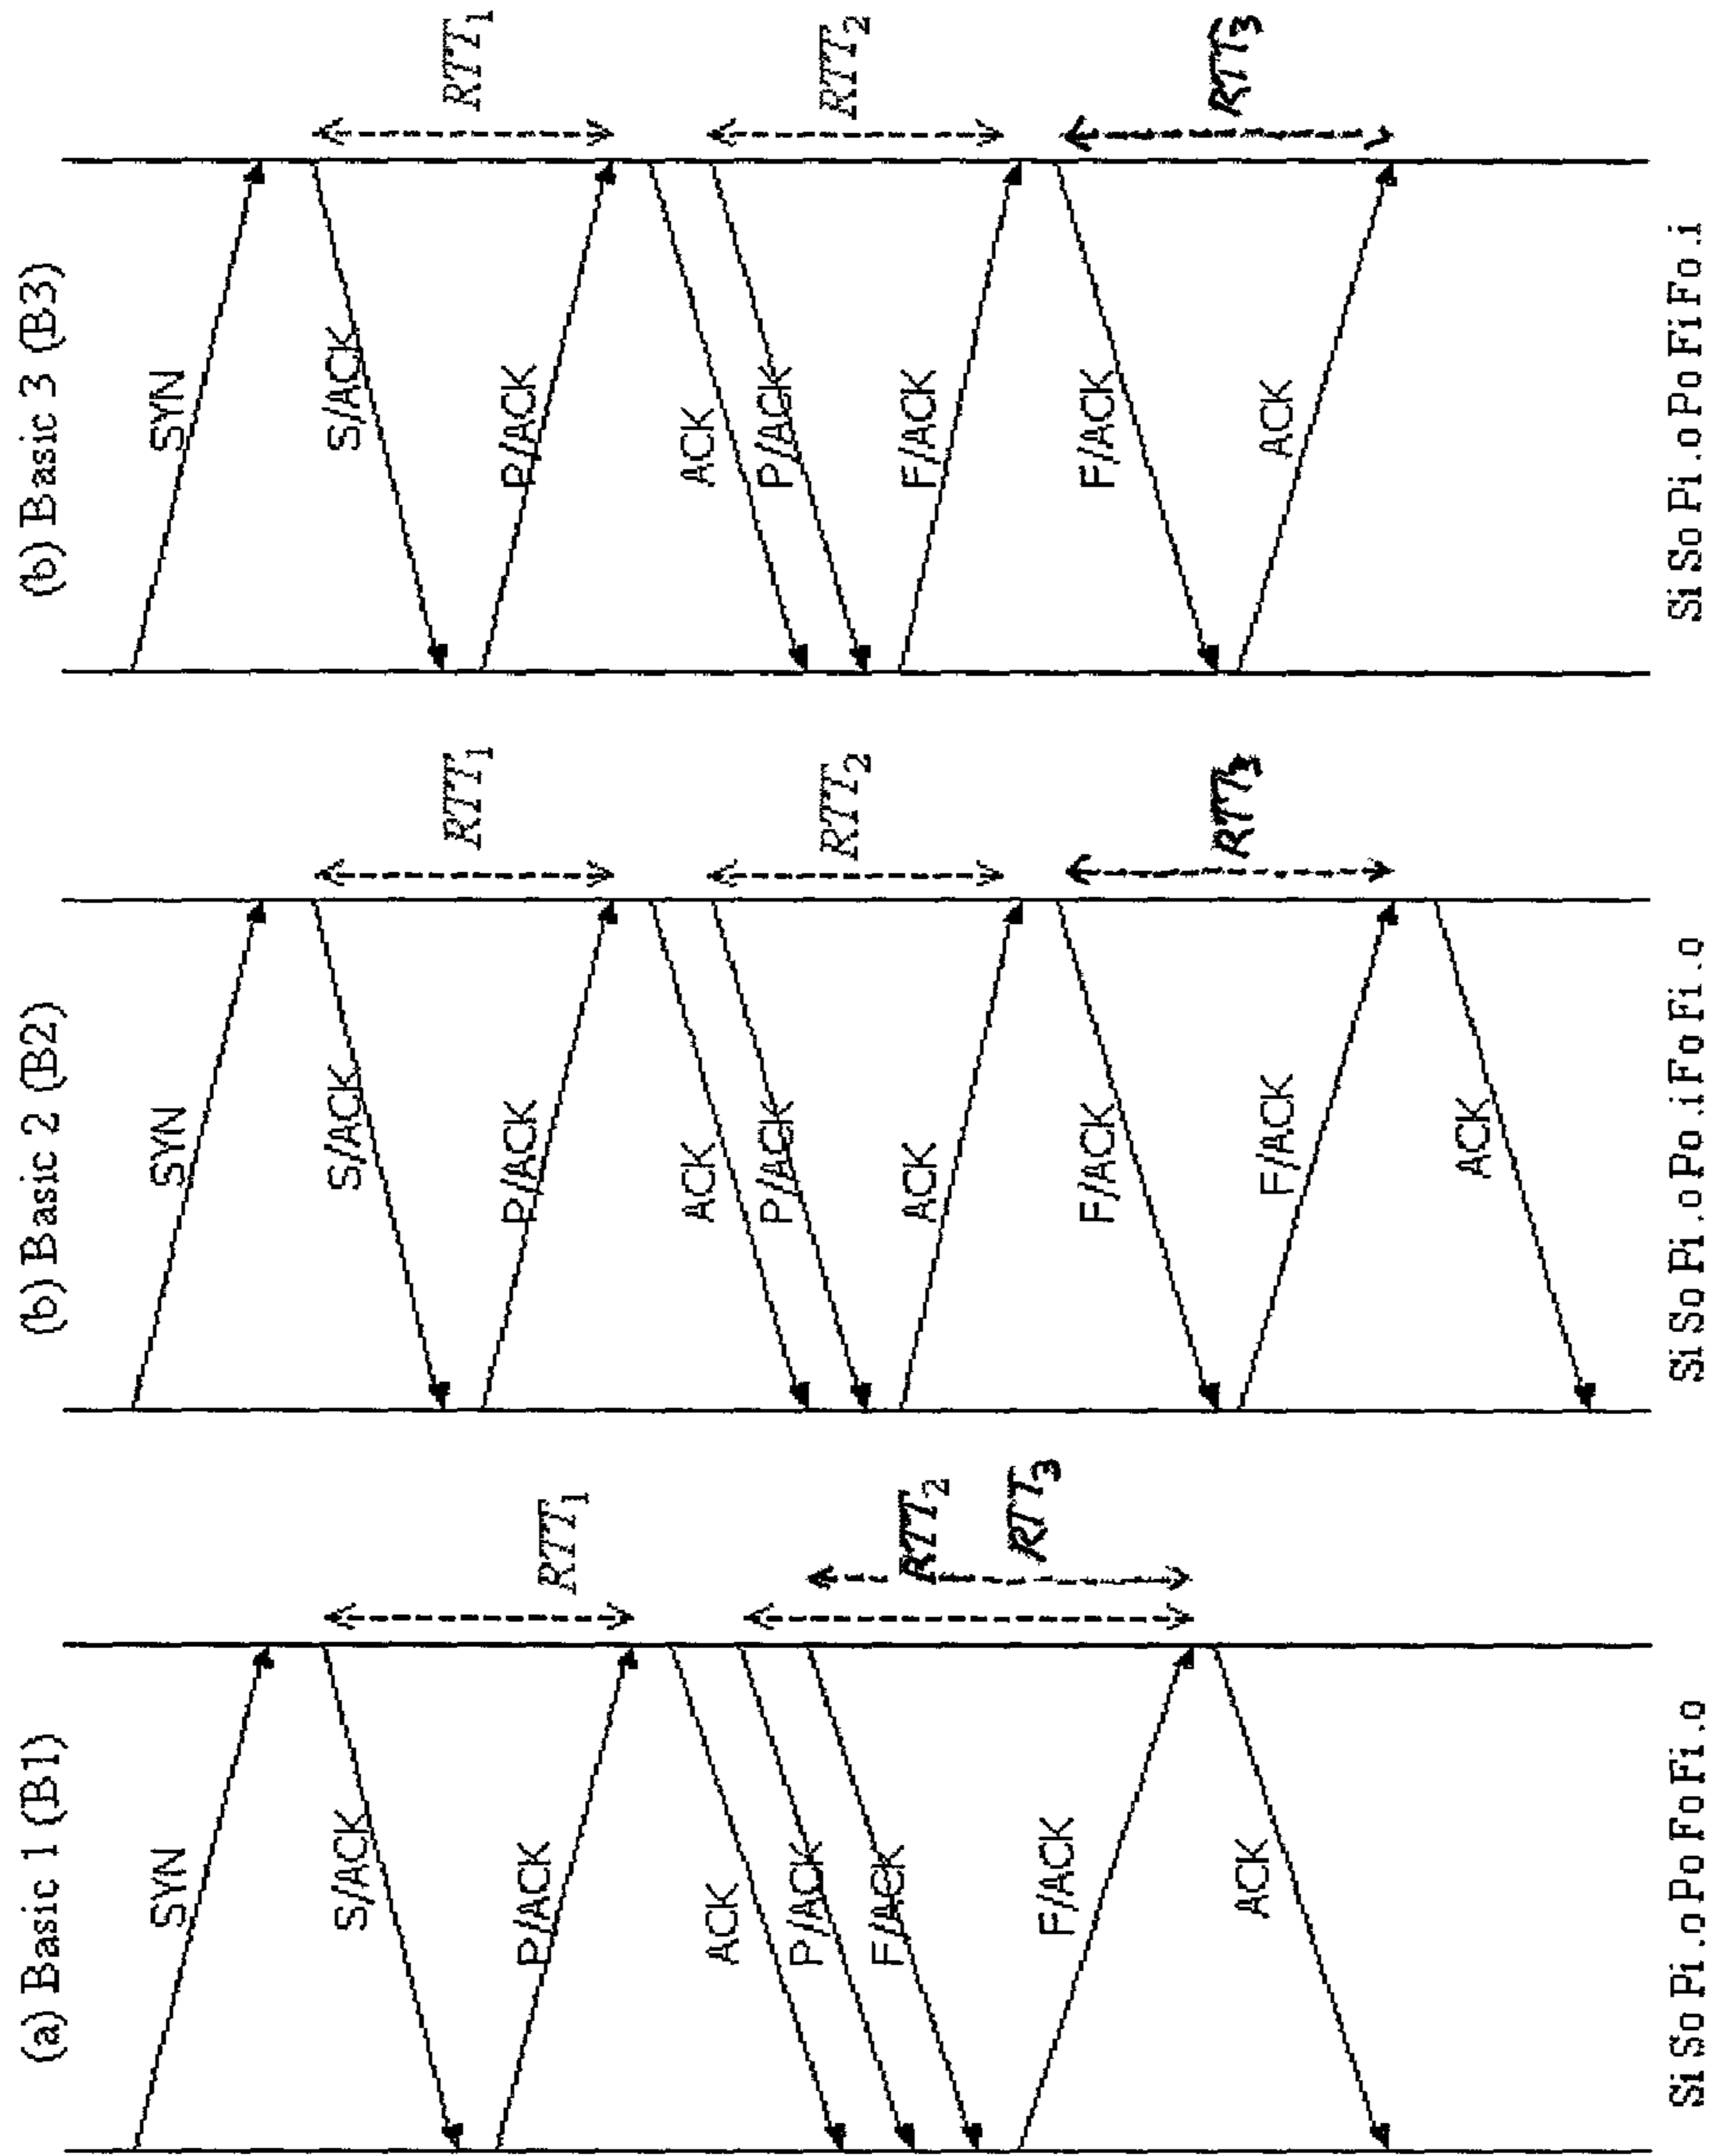 (a) Basic 1 (B1)
SYN
S/ACK
P/ACK
ACK
P/ACK
F/ACK
F/ACK
ACK
RTT1
RTT2
RTT3
Si So Pi .o Po Fo Fi .o
(b) Basic 2 (B2)
SYN
S/ACK
P/ACK
ACK
P/ACK
ACK
F/ACK
F/ACK
ACK
RTT1
RTT2
RTT3
Si So Pi .o Po .i Fo Fi .o
(b) Basic 3 (B3)
SYN
S/ACK
P/ACK
ACK
P/ACK
F/ACK
F/ACK
ACK
RTT1
RTT2
RTT3
Si So Pi .o Po Fi Fo .i